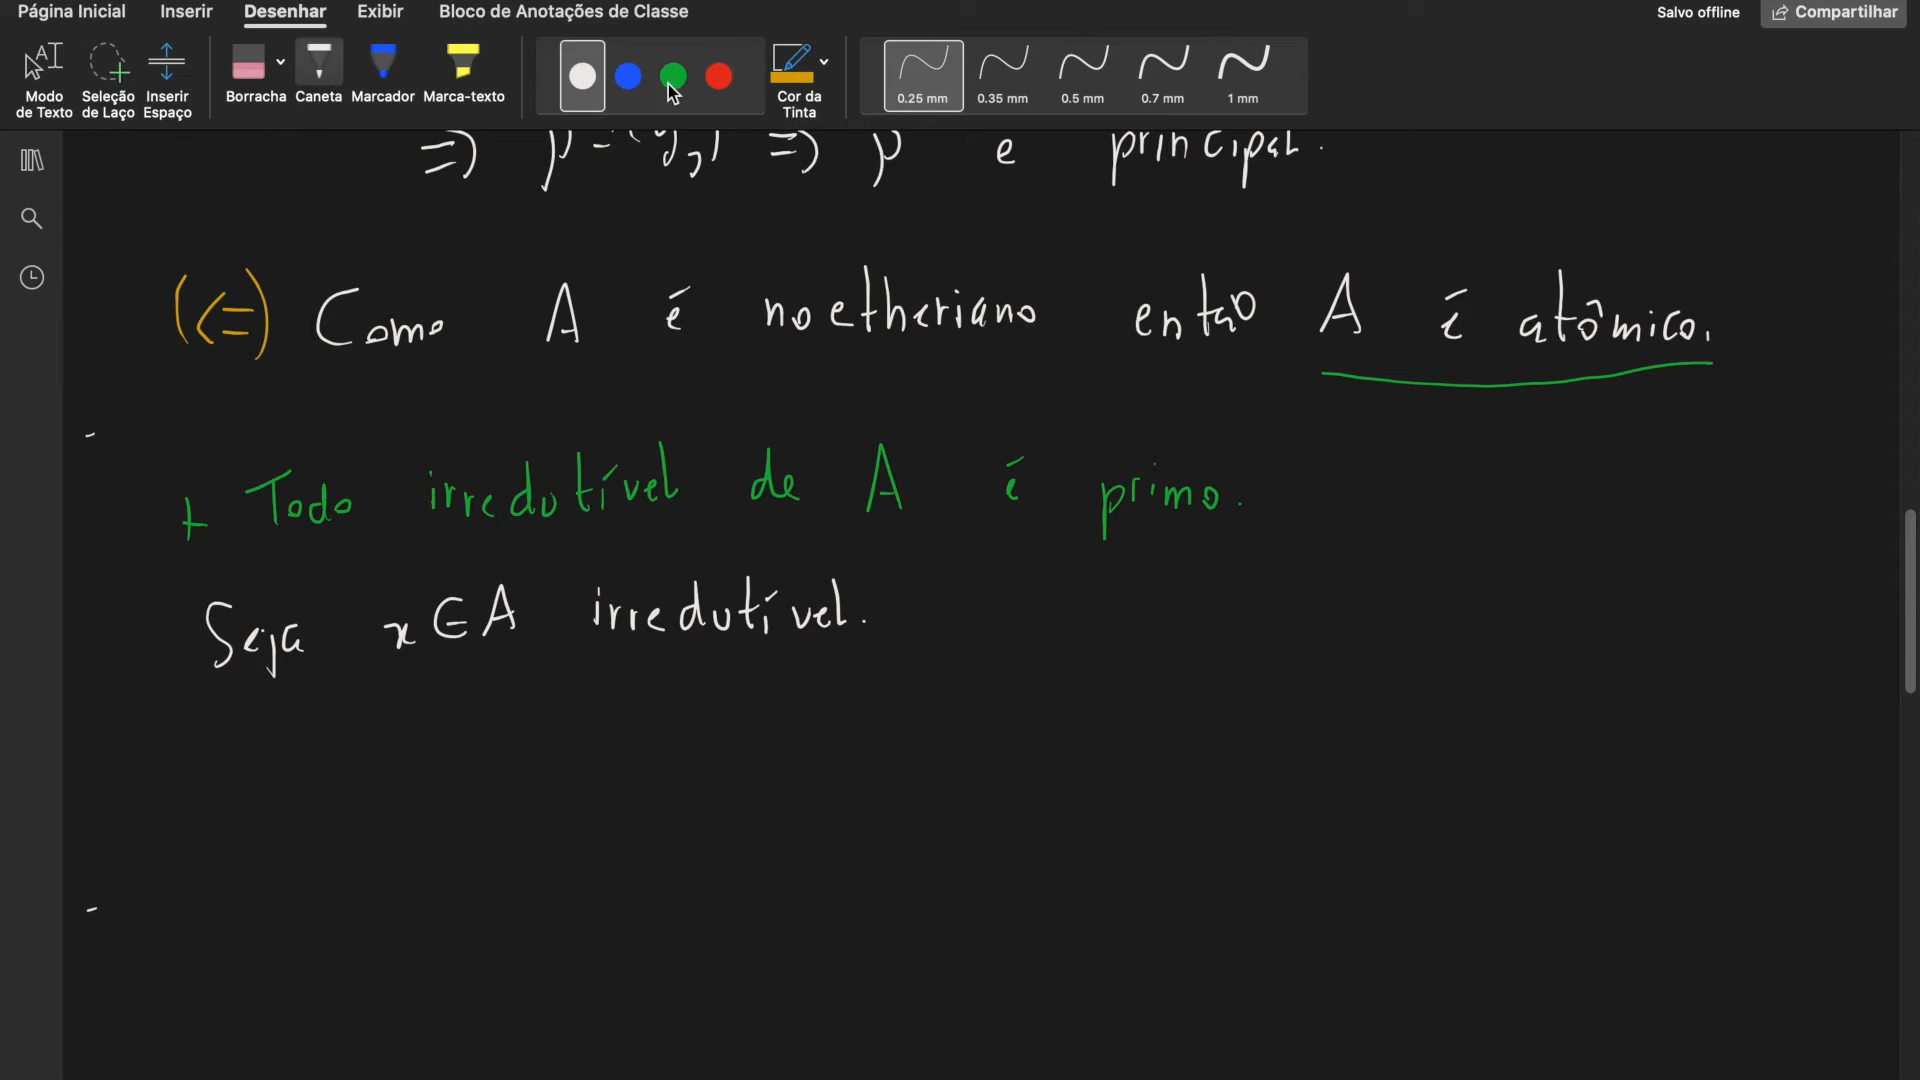 Página Inicial Inserir Desenhar Exibir Bloco de Anotações de Classe Salvo offline Compartilhar
Modo de Texto Seleção de Laço Inserir Espaço Borracha Caneta Marcador Marca-texto Cor da Tinta 0.25 mm 0.35 mm 0.5 mm 0.7 mm 1 mm
=> p = => p e principal.
(<=) Como A é noetheriano então A é atômico.
+ Todo irredutível de A é primo.
Seja x ∈ A irredutível.